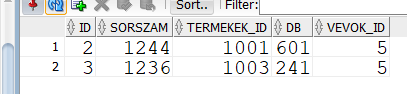 Sort.. Filter:
ID SORSZAM TERMEKEK_ID DB VEVOK_ID
1 2 1244 1001 601 5
2 3 1236 1003 241 5